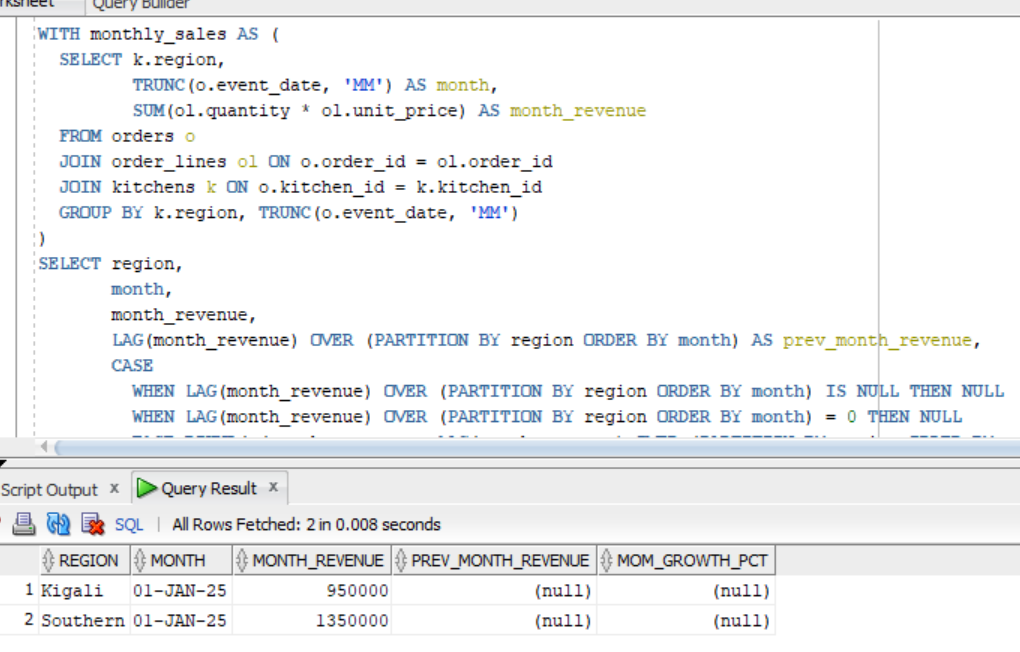 Query Builder
WITH monthly_sales AS (
SELECT k.region,
TRUNC(o.event_date, 'MM') AS month,
SUM(ol.quantity * ol.unit_price) AS month_revenue
FROM orders o
JOIN order_lines ol ON o.order_id = ol.order_id
JOIN kitchens k ON o.kitchen_id = k.kitchen_id
GROUP BY k.region, TRUNC(o.event_date, 'MM')
)
SELECT region,
month,
month_revenue,
LAG(month_revenue) OVER (PARTITION BY region ORDER BY month) AS prev_month_revenue,
CASE
WHEN LAG(month_revenue) OVER (PARTITION BY region ORDER BY month) IS NULL THEN NULL
WHEN LAG(month_revenue) OVER (PARTITION BY region ORDER BY month) = 0 THEN NULL
Script Output x Query Result x
SQL | All Rows Fetched: 2 in 0.008 seconds
REGION MONTH MONTH_REVENUE PREV_MONTH_REVENUE MOM_GROWTH_PCT
1 Kigali 01-JAN-25 950000 (null) (null)
2 Southern 01-JAN-25 1350000 (null) (null)